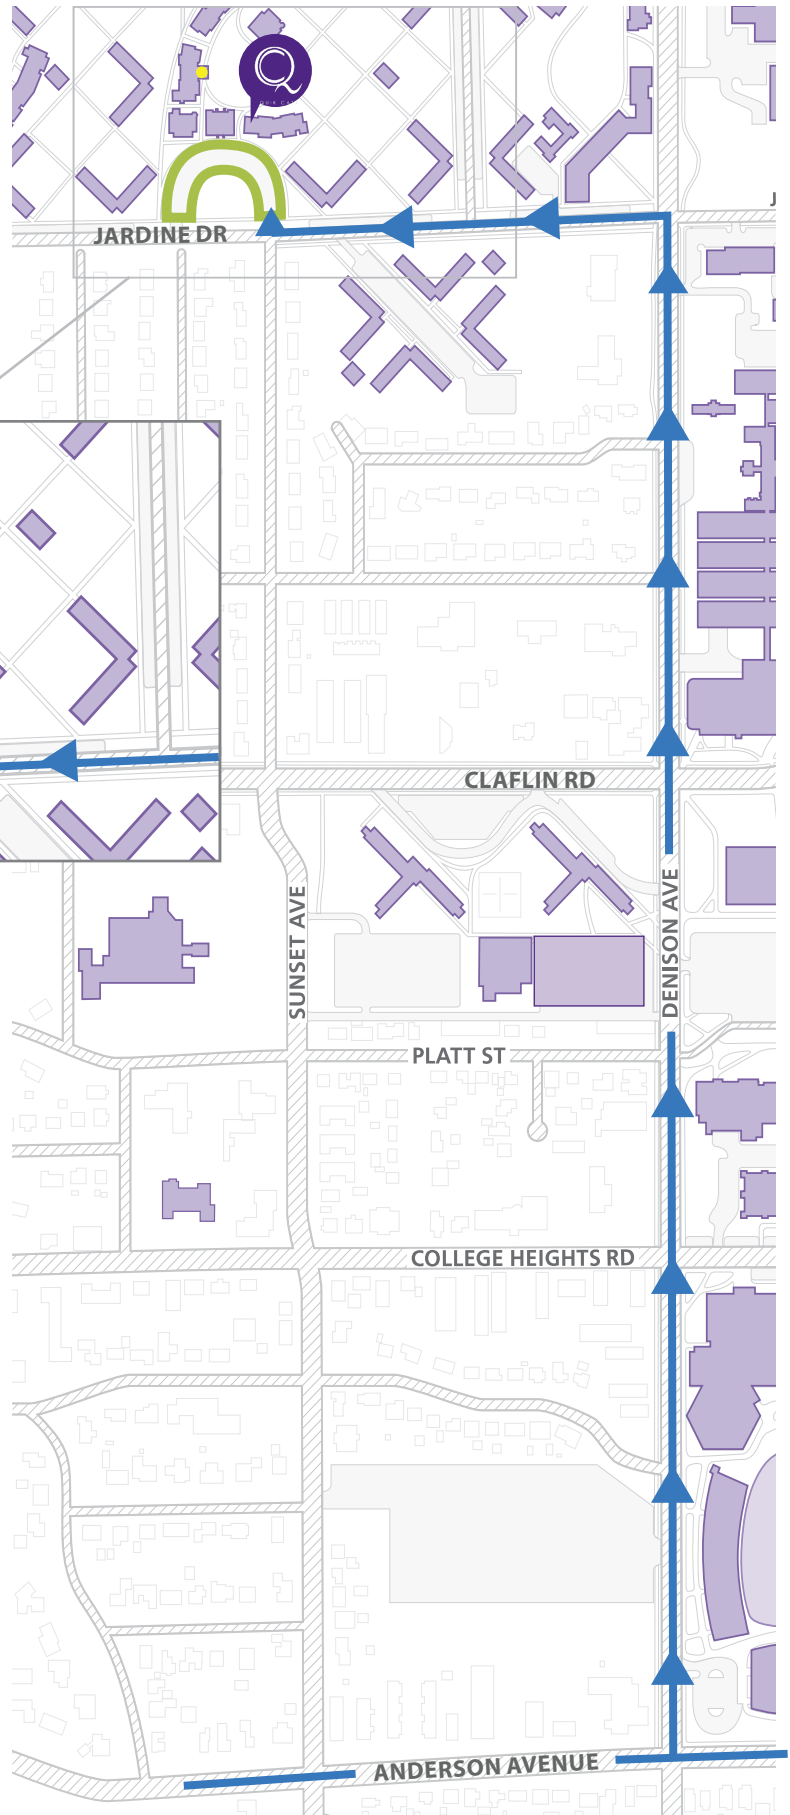 Q
JARDINE DR
J
CLAFLIN RD
SUNSET AVE
DENISON AVE
PLATT ST
COLLEGE HEIGHTS RD
ANDERSON AVENUE